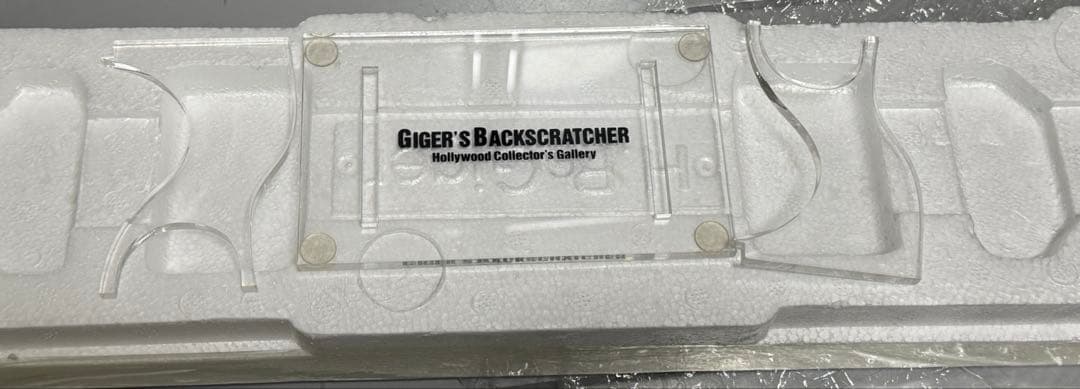 GIGER'S BACKSCRATCHER
Hollywood Collector's Gallery